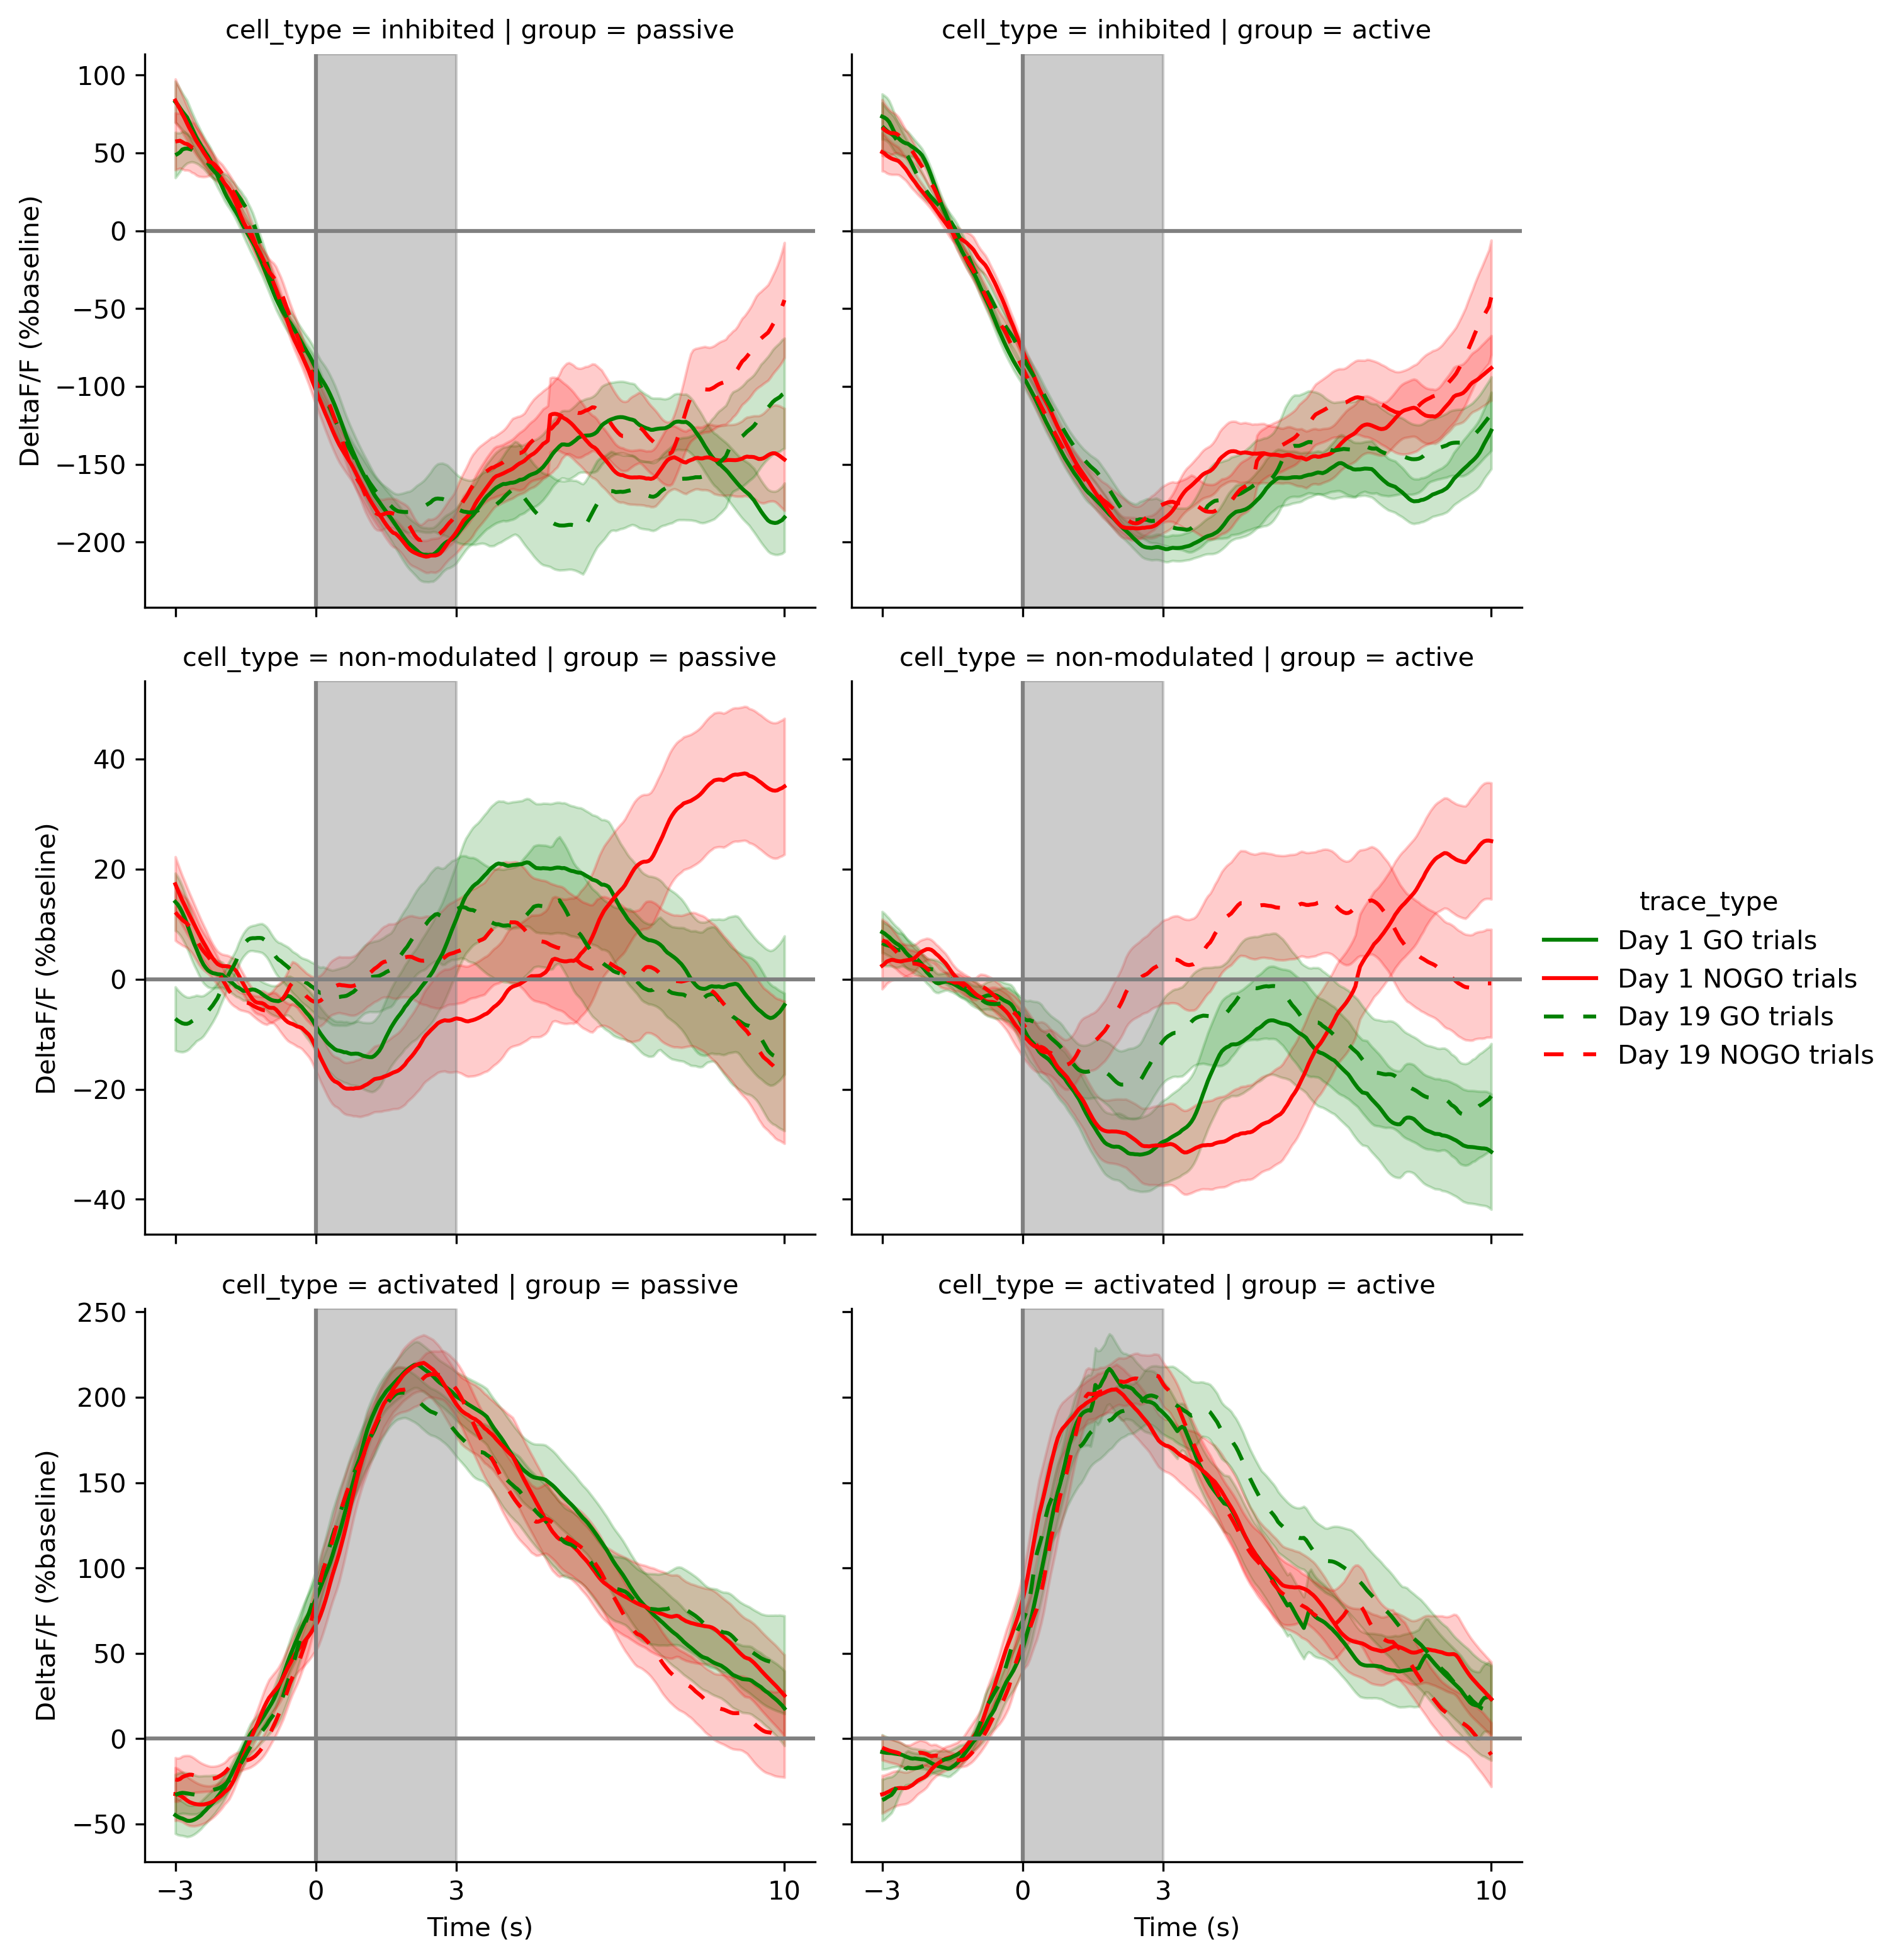 cell_type = inhibited | group = passive
cell_type = inhibited | group = active
DeltaF/F (%baseline)
100
50
0
−50
−100
−150
−200
cell_type = non-modulated | group = passive
cell_type = non-modulated | group = active
DeltaF/F (%baseline)
40
20
0
−20
−40
trace_type
Day 1 GO trials
Day 1 NOGO trials
Day 19 GO trials
Day 19 NOGO trials
cell_type = activated | group = passive
cell_type = activated | group = active
DeltaF/F (%baseline)
250
200
150
100
50
0
−50
−3 0 3 10
−3 0 3 10
Time (s)
Time (s)